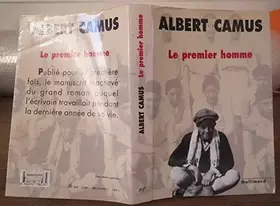 ALBERT CAMUS
Le premier homme
Publié pour la première
fois, le manuscrit inachevé
du grand roman auquel
l'écrivain travaillait pendant
la dernière année de sa vie.
ALBERT CAMUS Le premier homme
nrf
ALBERT CAMUS
Le premier homme
Gallimard